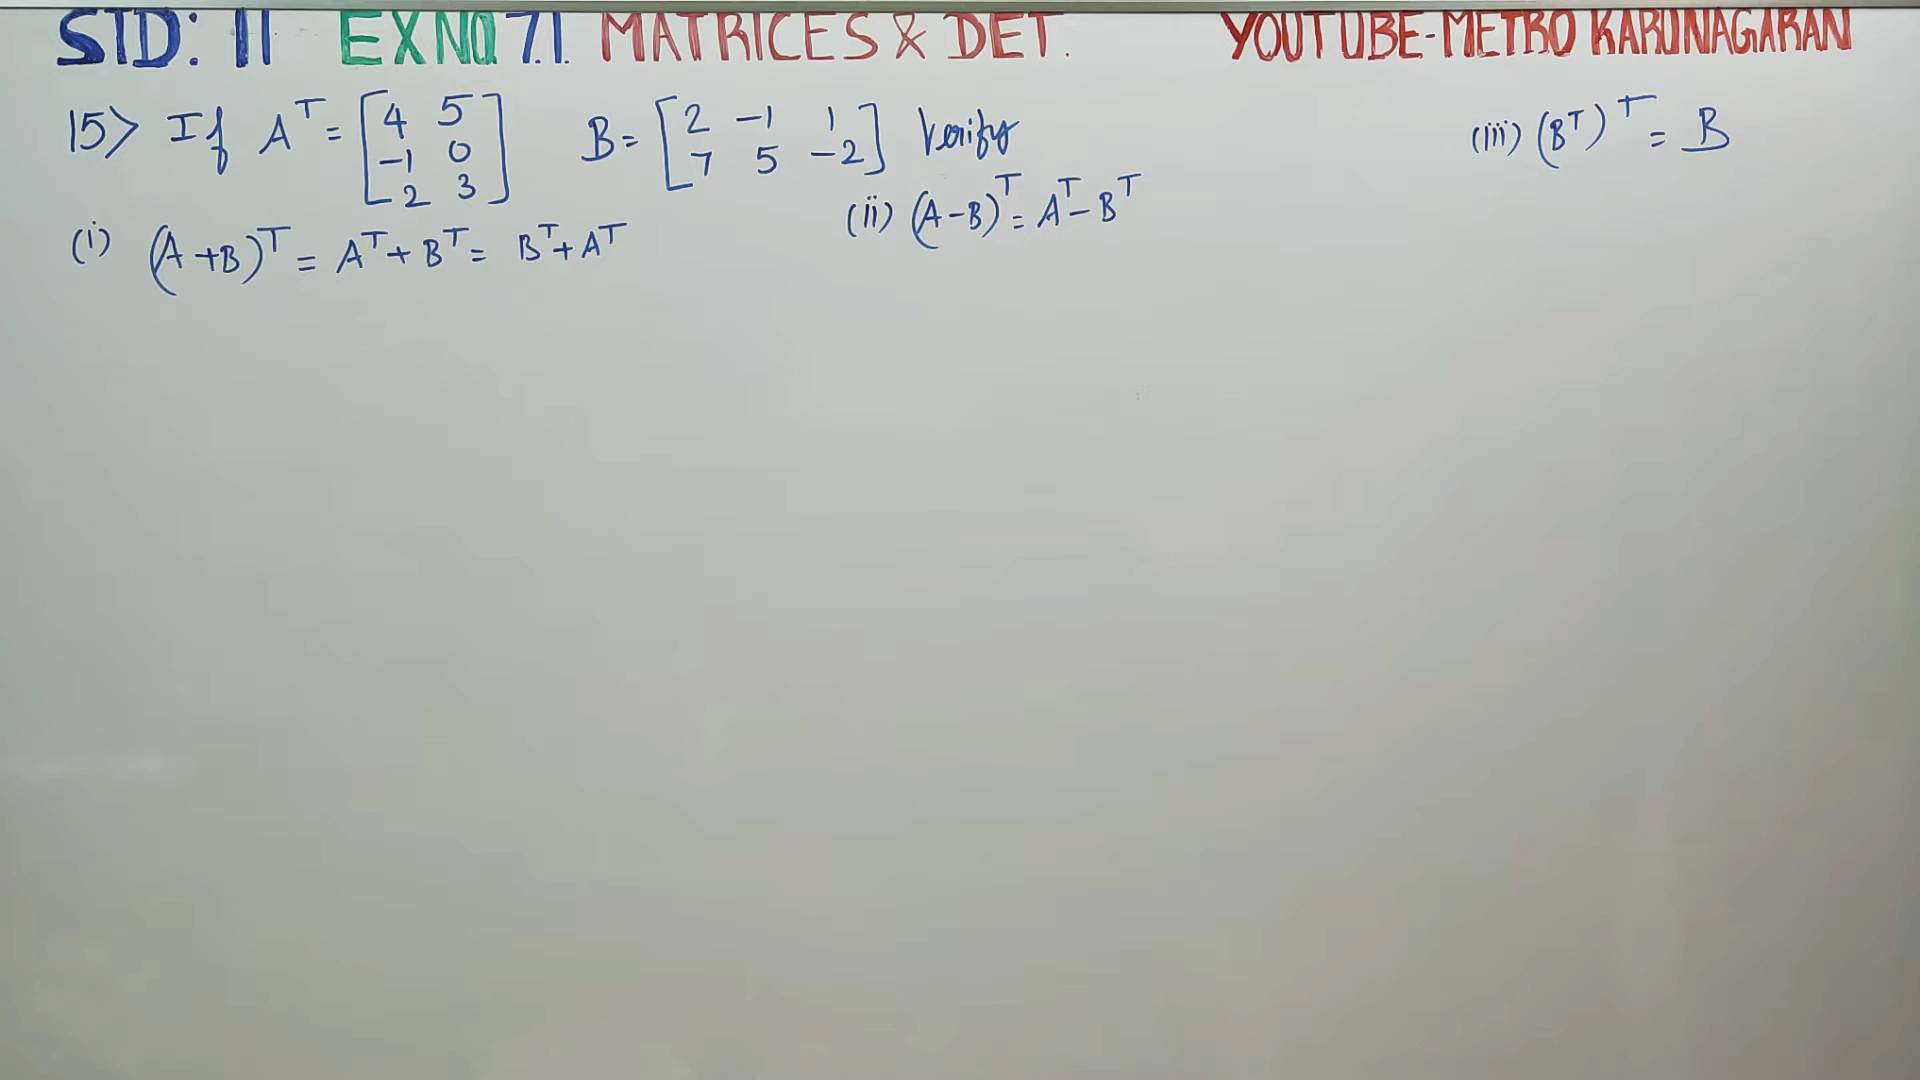 STD: 11 EX NO 7.1. MATRICES & DET. YOUTUBE-METRO KARUNAGARAN
15> If Aᵀ = [4 5; -1 0; 2 3] B = [2 -1 1; 7 5 -2] Verify
(i) (A+B)ᵀ = Aᵀ + Bᵀ = Bᵀ + Aᵀ
(ii) (A-B)ᵀ = Aᵀ - Bᵀ
(iii) (Bᵀ)ᵀ = B